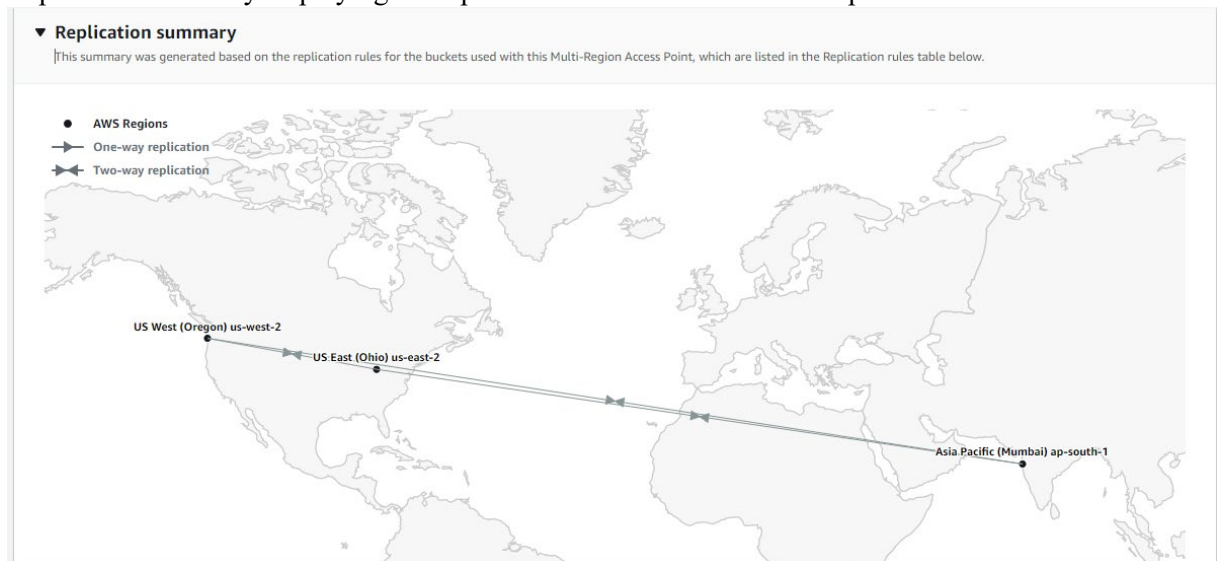 ▼ Replication summary
This summary was generated based on the replication rules for the buckets used with this Multi-Region Access Point, which are listed in the Replication rules table below.
AWS Regions
One-way replication
Two-way replication
US West (Oregon) us-west-2
US East (Ohio) us-east-2
Asia Pacific (Mumbai) ap-south-1